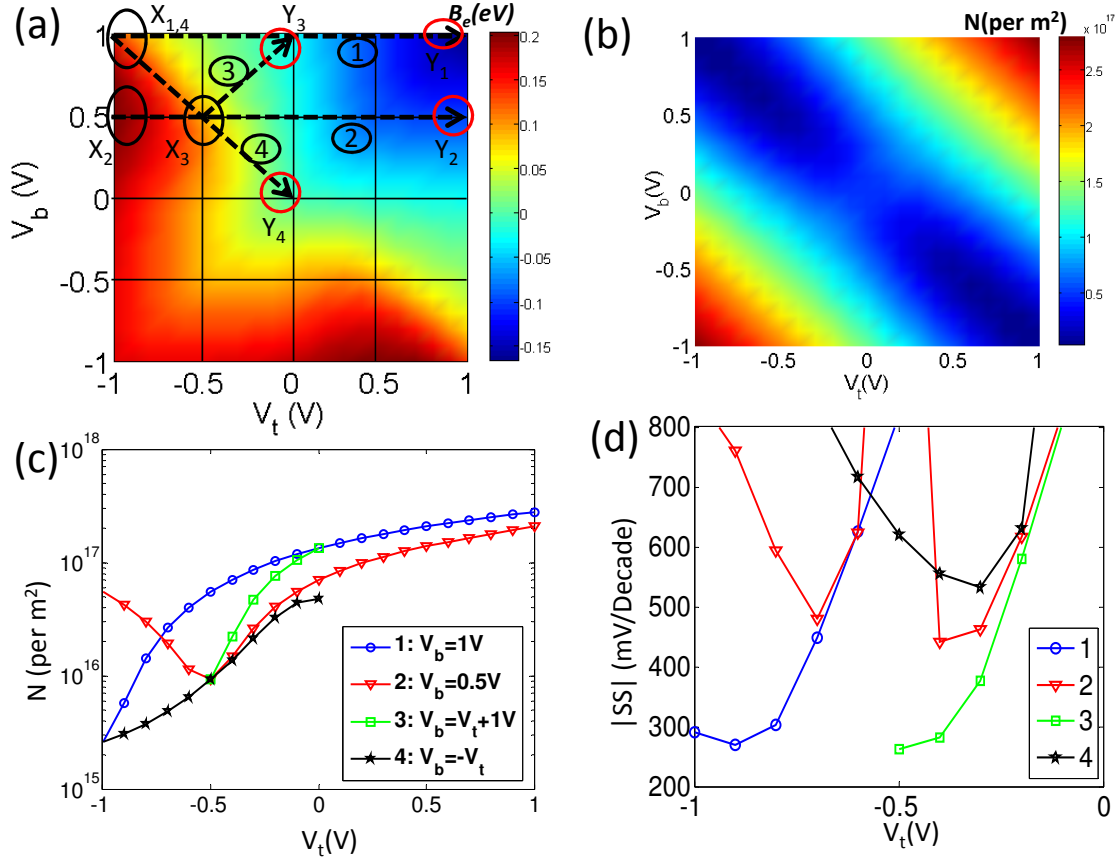 (a)
X1,4
Y3
Be(eV)
1
0.5
0
-0.5
-1
Vb (V)
3
1
Y1
2
X2
X3
4
Y2
Y4
-1
-0.5
0
0.5
1
Vt (V)
0.2
0.15
0.1
0.05
0
-0.05
-0.1
-0.15
(b)
N(per m2)
x 10^17
1
0.5
0
-0.5
-1
Vb(V)
-1
-0.5
0
0.5
1
Vt(V)
2.5
2
1.5
1
0.5
(c)
10^18
10^17
10^16
10^15
N (per m2)
1: Vb=1V
2: Vb=0.5V
3: Vb=Vt+1V
4: Vb=-Vt
-1
-0.5
0
0.5
1
Vt(V)
(d)
800
700
600
500
400
300
200
|SS| (mV/Decade)
1
2
3
4
-1
-0.5
0
Vt(V)